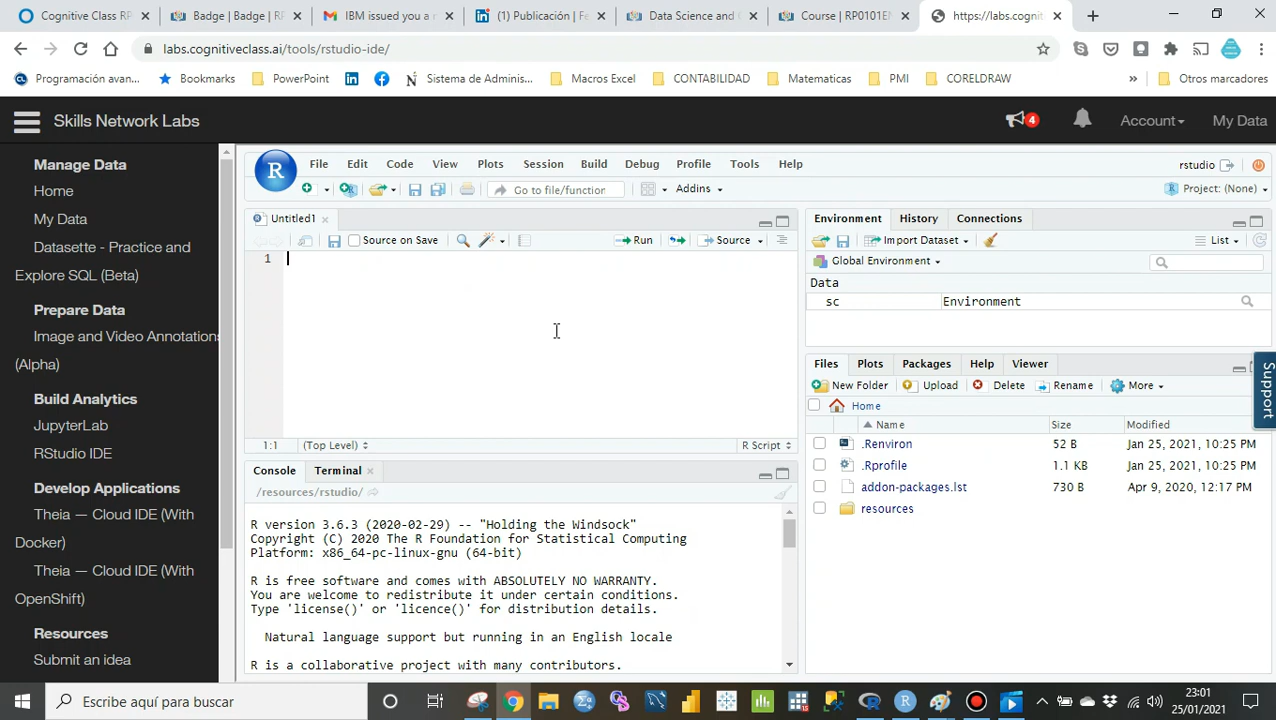 Cognitive Class RP
Badge | Badge | RP
IBM issued you a n
(1) Publicación | Fe
Data Science and C
Course | RP0101EN
https://labs.cogniti
labs.cognitiveclass.ai/tools/rstudio-ide/
Programación avan...
Bookmarks
PowerPoint
Sistema de Adminis...
Macros Excel
CONTABILIDAD
Matematicas
PMI
CORELDRAW
»
Otros marcadores
Skills Network Labs
4
Account
My Data
Manage Data
Home
My Data
Datasette - Practice and
Explore SQL (Beta)
Prepare Data
Image and Video Annotations
(Alpha)
Build Analytics
JupyterLab
RStudio IDE
Develop Applications
Theia — Cloud IDE (With
Docker)
Theia — Cloud IDE (With
OpenShift)
Resources
Submit an idea
R
File Edit Code View Plots Session Build Debug Profile Tools Help
rstudio
Go to file/function
Addins
Project: (None)
Untitled1
Source on Save
Run
Source
1
1:1
(Top Level)
R Script
Console
Terminal
/resources/rstudio/
R version 3.6.3 (2020-02-29) -- "Holding the Windsock"
Copyright (C) 2020 The R Foundation for Statistical Computing
Platform: x86_64-pc-linux-gnu (64-bit)
R is free software and comes with ABSOLUTELY NO WARRANTY.
You are welcome to redistribute it under certain conditions.
Type 'license()' or 'licence()' for distribution details.
Natural language support but running in an English locale
R is a collaborative project with many contributors.
Environment
History
Connections
Import Dataset
List
Global Environment
Data
sc Environment
Files
Plots
Packages
Help
Viewer
New Folder
Upload
Delete
Rename
More
Home
Name Size Modified
.Renviron 52 B Jan 25, 2021, 10:25 PM
.Rprofile 1.1 KB Jan 25, 2021, 10:25 PM
addon-packages.lst 730 B Apr 9, 2020, 12:17 PM
resources
Support
Escribe aquí para buscar
23:01
25/01/2021